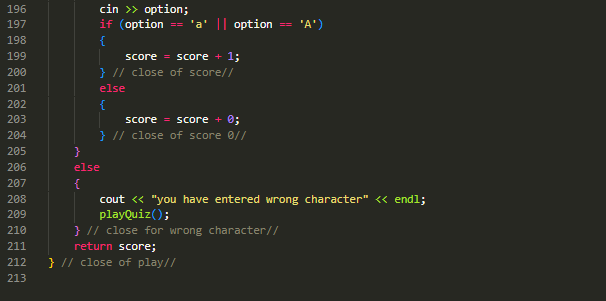 196 cin >> option;
197 if (option == 'a' || option == 'A')
198 {
199 score = score + 1;
200 } // close of score//
201 else
202 {
203 score = score + 0;
204 } // close of score 0//
205 }
206 else
207 {
208 cout << "you have entered wrong character" << endl;
209 playQuiz();
210 } // close for wrong character//
211 return score;
212 } // close of play//
213